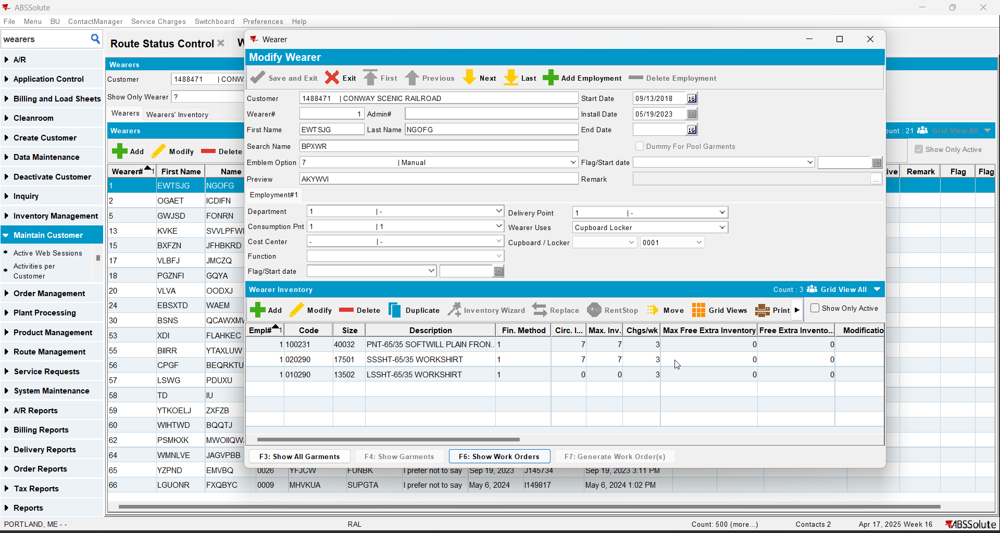 ABSSolute
File Menu BU ContactManager Service Charges Switchboard Preferences Help
wearers
Route Status Control
Wearer
Modify Wearer
Save and Exit Exit First Previous Next Last Add Employment Delete Employment
Customer 1488471 | CONWAY SCENIC RAILROAD Start Date 09/13/2018 16
Wearer# 1 Admin# Install Date 05/19/2023 16
First Name EWTSJG Last Name NGOFG End Date 16
Search Name BPXWR Dummy For Pool Garments
Emblem Option 7 | Manual Flag/Start date 16
Preview AKYWVI Remark ...
Employment#1
Department 1 | - Delivery Point 1 | -
Consumption Pnt 1 | 1 Wearer Uses Cupboard Locker
Cost Center - | - Cupboard / Locker 0001
Function
Flag/Start date 16
Wearer Inventory Count : 3 Grid View All
Add Modify Delete Duplicate Inventory Wizard Replace RentStop Move Grid Views Print Show Only Active
Empl# 1 Code Size Description Fin. Method Circ. I... Max. Inv. Chgs/wk Max Free Extra Inventory Free Extra Invento... Modificatio
1 100231 40032 PNT-65/35 SOFTWILL PLAIN FRON.. 1 7 7 3 0 0
1 020290 17501 SSSHT-65/35 WORKSHIRT 1 7 7 3 0 0
1 010290 13502 LSSHT-65/35 WORKSHIRT 1 0 0 3 0 0
F3: Show All Garments F4: Show Garments F6: Show Work Orders F7: Generate Work Order(s)
A/R
Application Control
Billing and Load Sheets
Cleanroom
Create Customer
Data Maintenance
Deactivate Customer
Inquiry
Inventory Management
Maintain Customer
Active Web Sessions
Activities per
Customer
Order Management
Plant Processing
Product Management
Route Management
Service Requests
System Maintenance
A/R Reports
Billing Reports
Delivery Reports
Order Reports
Tax Reports
Reports
Wearers
Customer 1488471 | CONW
Show Only Wearer ?
Wearers Wearers' Inventory
Wearers ount : 21 Grid View All
Add Modify Delete Show Only Active
Wearer# 1 First Name Name ive Remark Flag Flag
1 EWTSJG NGOFG
2 OGAET ICDIFN
5 GWJSD FONRN
13 KVKE SVVLPFW
15 BXFZN JFHBKRD
17 VLBFJ JMCZQ
18 PGZNFI GQYA
20 VLVA OODXJ
24 EBSXTD WAEM
30 BSNS QCAWXM
53 XDI FLAHKEC
55 BIIRR YTAXLUW
56 CPGF BEQRKTU
57 LSWG PDUXU
58 TD IU
59 YTKOELJ ZXFZB
60 WIHTWD BQQTJ
62 PSMKXK MWOIIQW
64 WMNLVE JAGVPBB
65 YZPND EMVBQ 0026 YFJCW FUNBK I prefer not to say Sep 19, 2023 J145734 Sep 19, 2023 3:11 PM
66 LGUONR FXQBYC 0009 MHVKUA SUPGTA I prefer not to say May 6, 2024 I149817 May 6, 2024 1:02 PM
PORTLAND, ME - - RAL Count: 500 (more...) Contacts 2 Apr 17, 2025 Week 16 ABSSolute